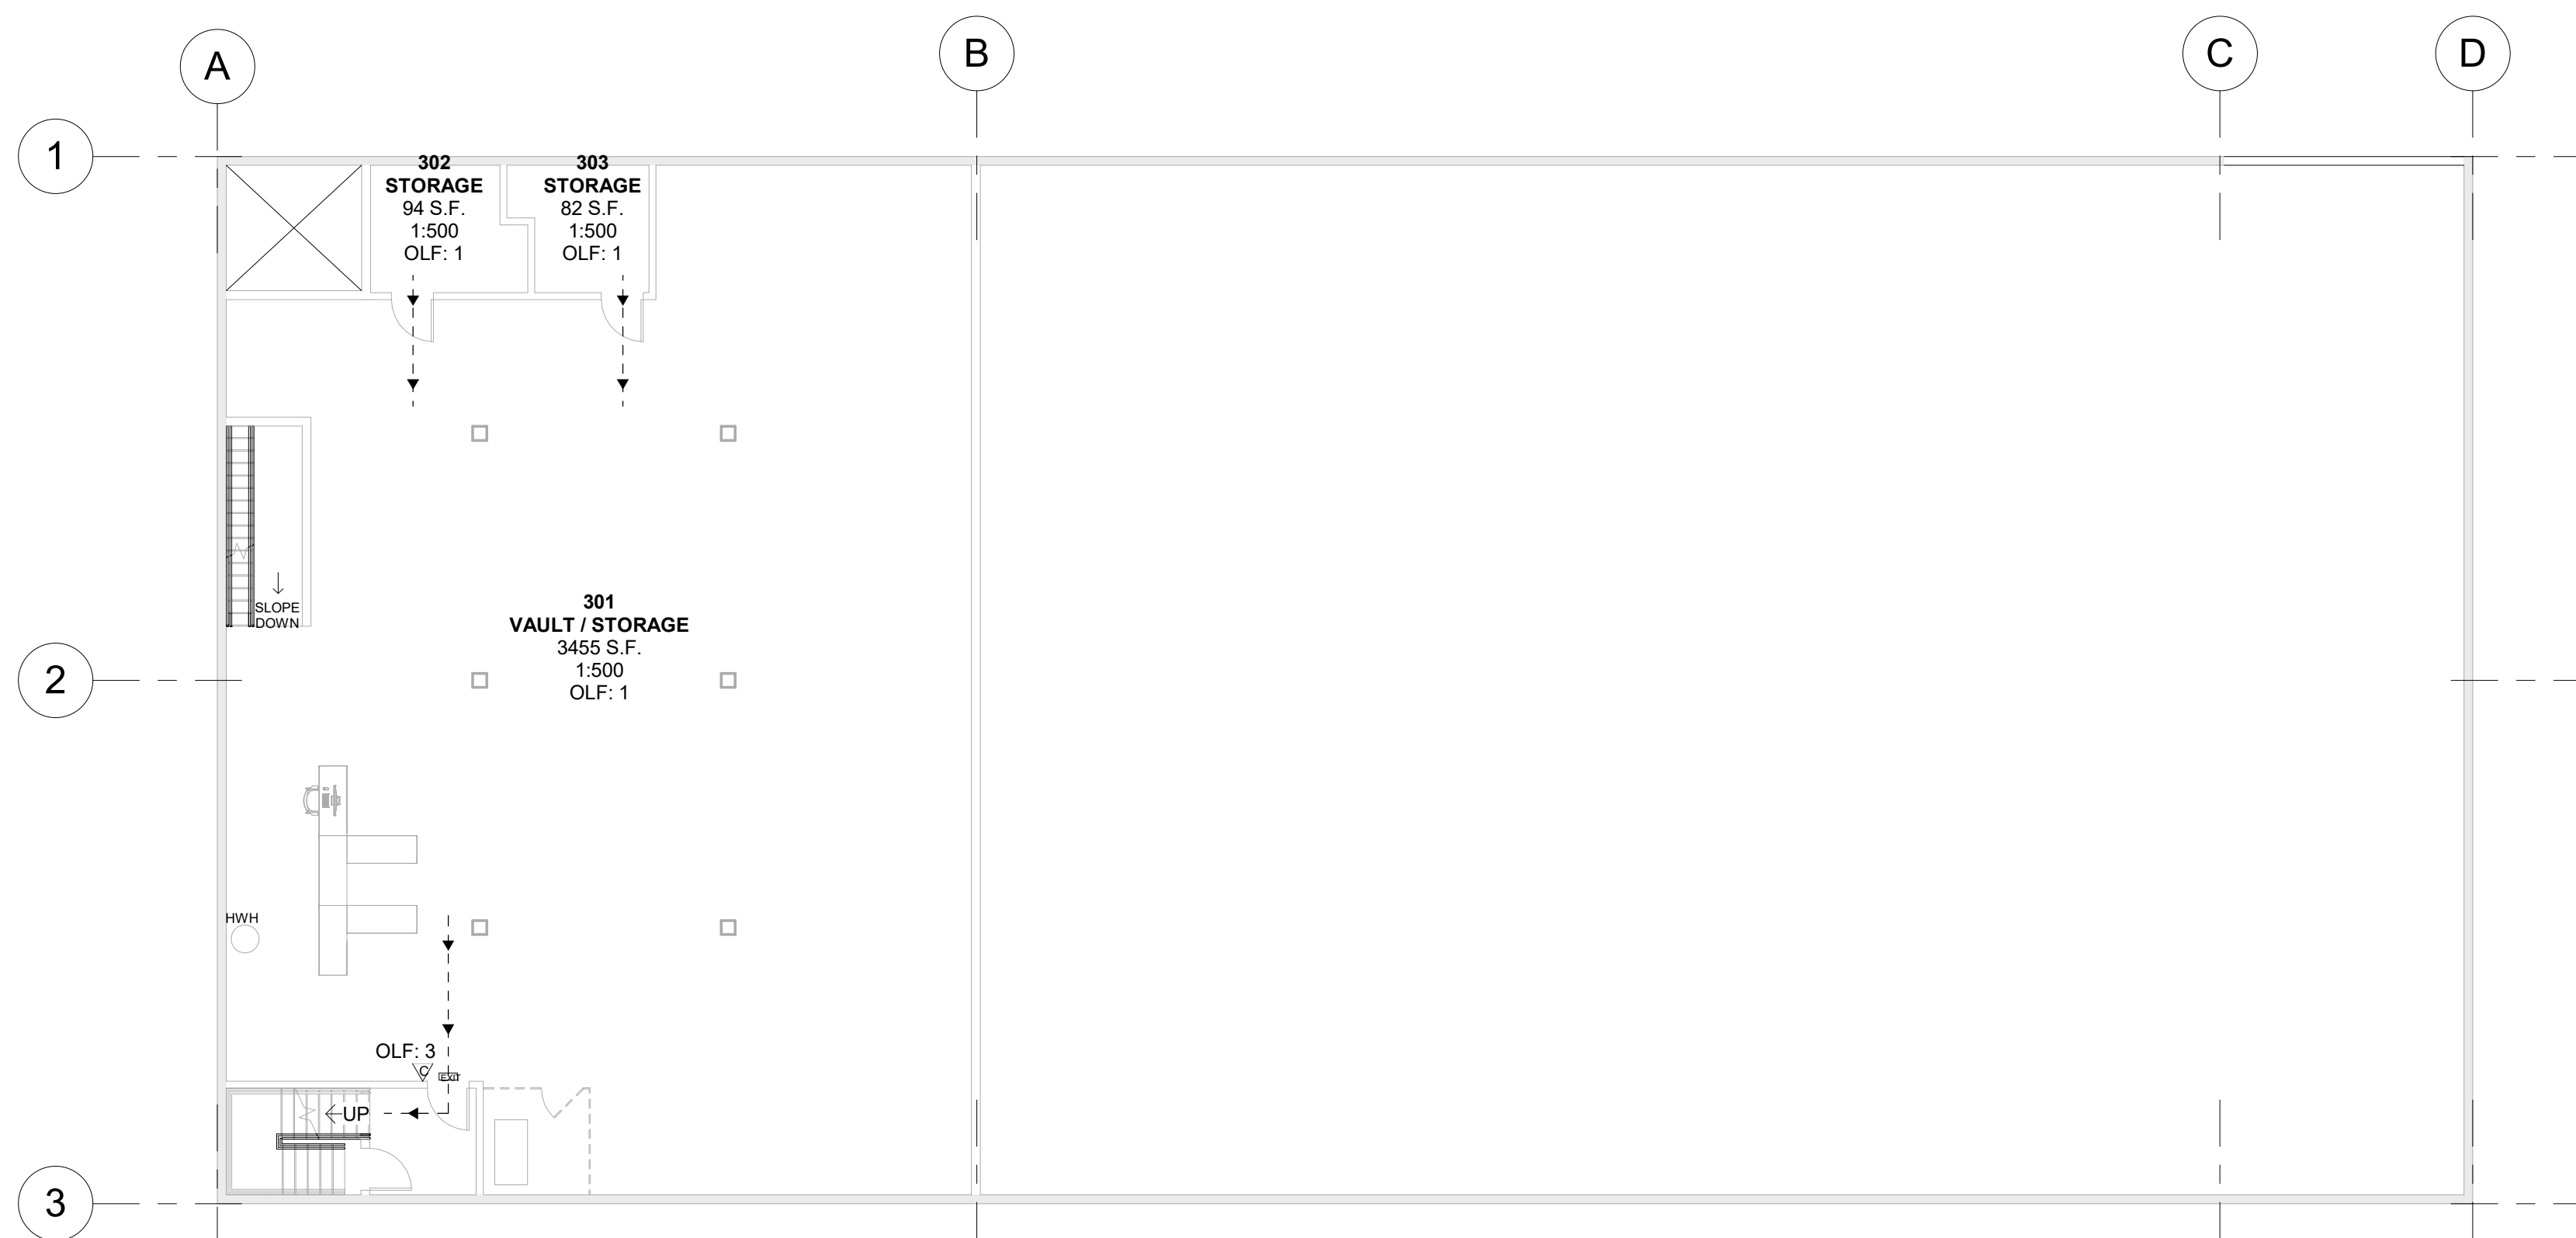 A
B
C
D
1
302
STORAGE
94 S.F.
1:500
OLF: 1
303
STORAGE
82 S.F.
1:500
OLF: 1
SLOPE
DOWN
301
VAULT / STORAGE
3455 S.F.
1:500
OLF: 1
2
HWH
OLF: 3
C
EXIT
UP
3